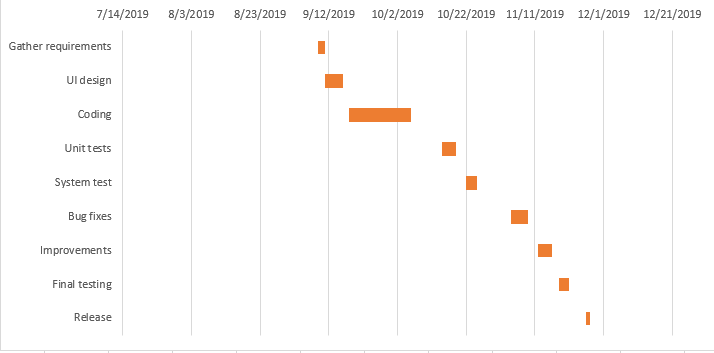 7/14/2019 8/3/2019 8/23/2019 9/12/2019 10/2/2019 10/22/2019 11/11/2019 12/1/2019 12/21/2019
Gather requirements
UI design
Coding
Unit tests
System test
Bug fixes
Improvements
Final testing
Release